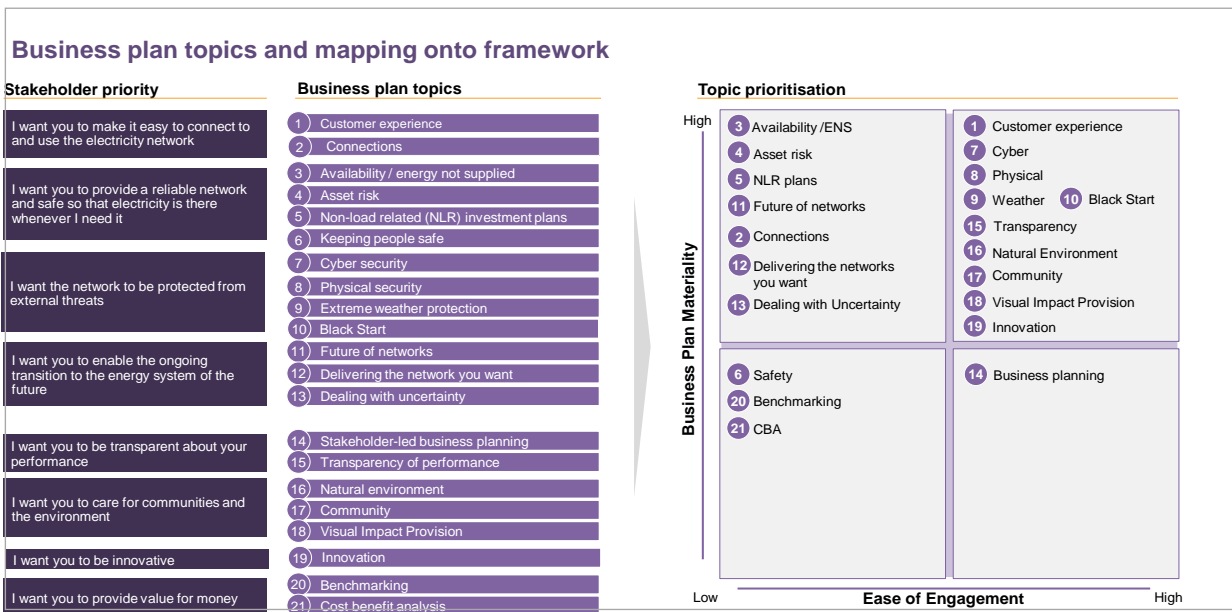 Business plan topics and mapping onto framework
Stakeholder priority
I want you to make it easy to connect to
and use the electricity network
I want you to provide a reliable network
and safe so that electricity is there
whenever I need it
I want the network to be protected from
external threats
I want you to enable the ongoing
transition to the energy system of the
future
I want you to be transparent about your
performance
I want you to care for communities and
the environment
I want you to be innovative
I want you to provide value for money
Business plan topics
1 Customer experience
2 Connections
3 Availability / energy not supplied
4 Asset risk
5 Non-load related (NLR) investment plans
6 Keeping people safe
7 Cyber security
8 Physical security
9 Extreme weather protection
10 Black Start
11 Future of networks
12 Delivering the network you want
13 Dealing with uncertainty
14 Stakeholder-led business planning
15 Transparency of performance
16 Natural environment
17 Community
18 Visual Impact Provision
19 Innovation
20 Benchmarking
21 Cost benefit analysis
Topic prioritisation
High
Business Plan Materiality
3 Availability /ENS
4 Asset risk
5 NLR plans
11 Future of networks
2 Connections
12 Delivering the networks
you want
13 Dealing with Uncertainty
1 Customer experience
7 Cyber
8 Physical
9 Weather 10 Black Start
15 Transparency
16 Natural Environment
17 Community
18 Visual Impact Provision
19 Innovation
6 Safety
20 Benchmarking
21 CBA
14 Business planning
Low
Ease of Engagement
High